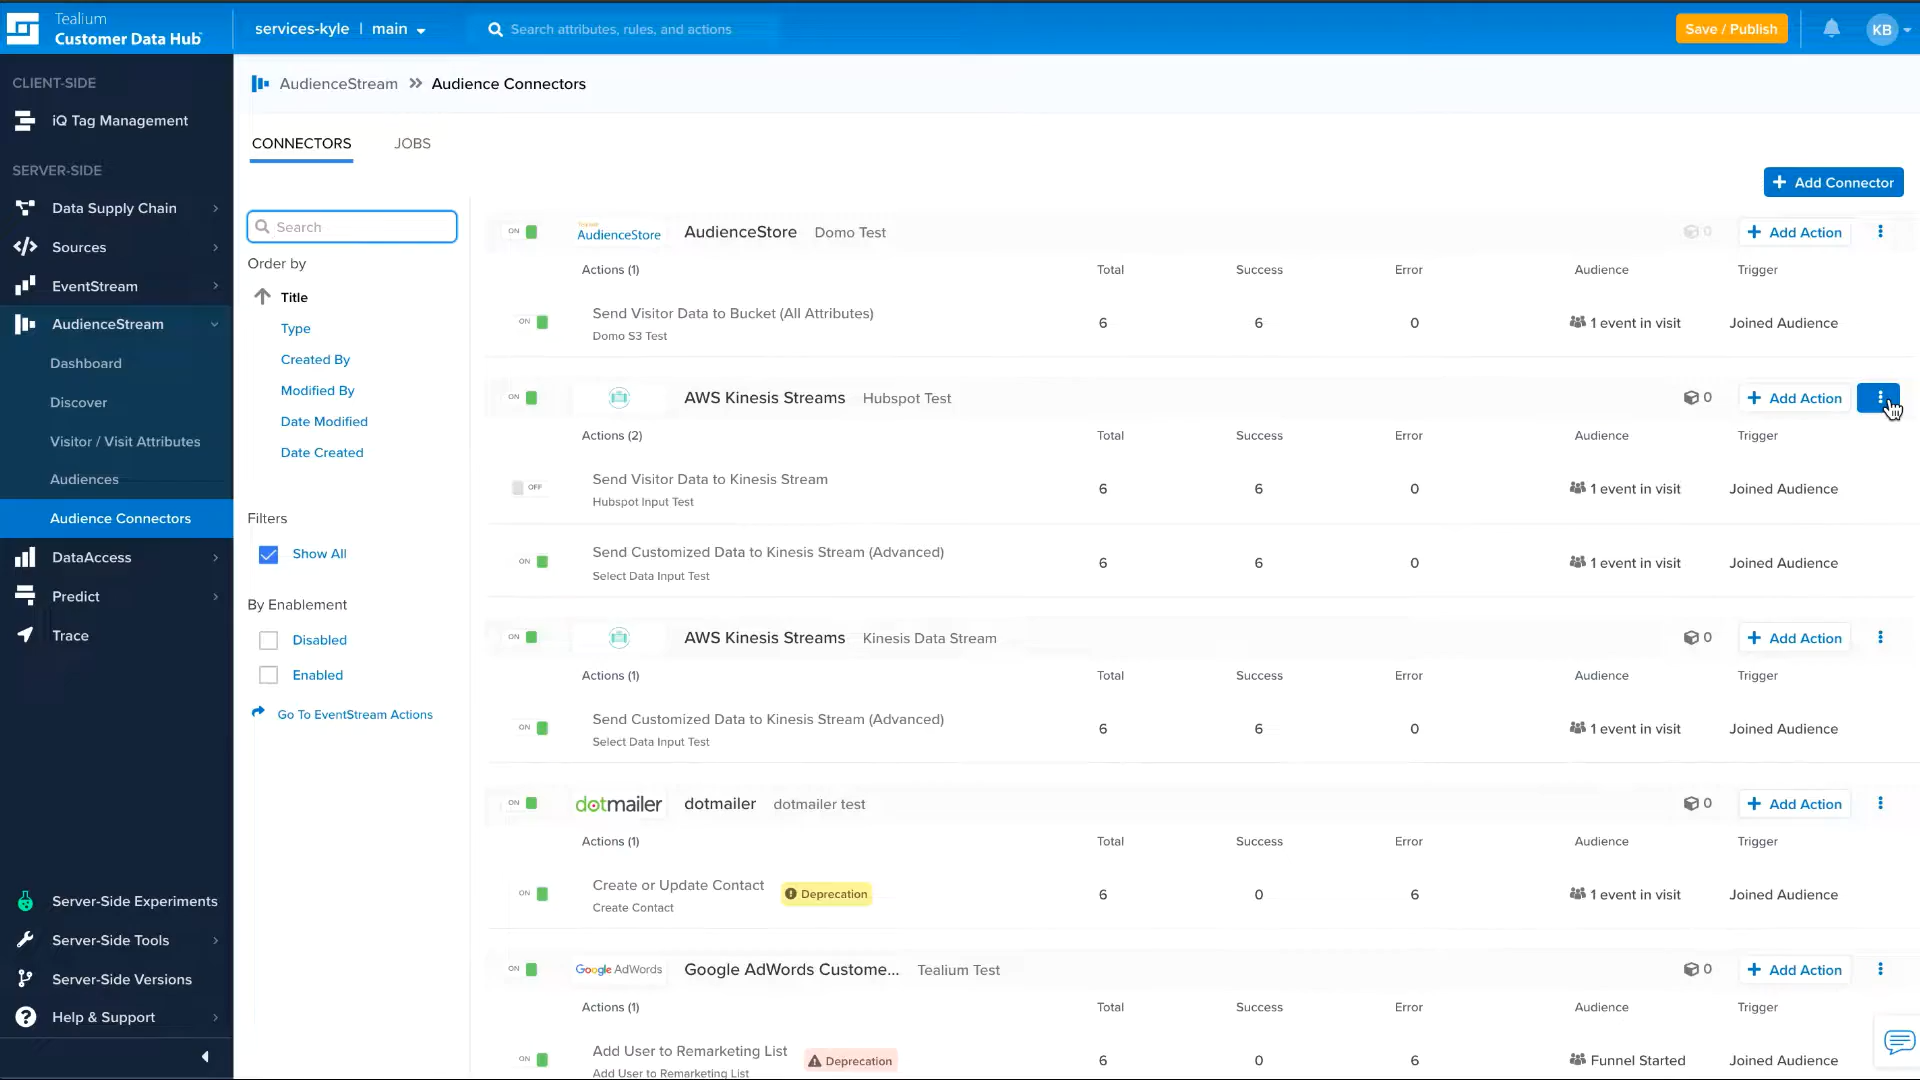 Tealium
Customer Data Hub
services-kyle | main
Search attributes, rules, and actions
Save / Publish
KB
CLIENT-SIDE
iQ Tag Management
SERVER-SIDE
Data Supply Chain
Sources
EventStream
AudienceStream
Dashboard
Discover
Visitor / Visit Attributes
Audiences
Audience Connectors
DataAccess
Predict
Trace
Server-Side Experiments
Server-Side Tools
Server-Side Versions
Help & Support
AudienceStream >> Audience Connectors
CONNECTORS JOBS
Add Connector
Search
Order by
Title
Type
Created By
Modified By
Date Modified
Date Created
Filters
Show All
By Enablement
Disabled
Enabled
Go To EventStream Actions
ON AudienceStore AudienceStore Domo Test 0 + Add Action
Actions (1) Total Success Error Audience Trigger
ON Send Visitor Data to Bucket (All Attributes) 6 6 0 1 event in visit Joined Audience
Domo S3 Test
ON AWS Kinesis Streams Hubspot Test 0 + Add Action
Actions (2) Total Success Error Audience Trigger
OFF Send Visitor Data to Kinesis Stream 6 6 0 1 event in visit Joined Audience
Hubspot Input Test
ON Send Customized Data to Kinesis Stream (Advanced) 6 6 0 1 event in visit Joined Audience
Select Data Input Test
ON AWS Kinesis Streams Kinesis Data Stream 0 + Add Action
Actions (1) Total Success Error Audience Trigger
ON Send Customized Data to Kinesis Stream (Advanced) 6 6 0 1 event in visit Joined Audience
Select Data Input Test
ON dotmailer dotmailer dotmailer test 0 + Add Action
Actions (1) Total Success Error Audience Trigger
ON Create or Update Contact Deprecation 6 0 6 1 event in visit Joined Audience
Create Contact
ON Google AdWords Google AdWords Custome... Tealium Test 0 + Add Action
Actions (1) Total Success Error Audience Trigger
ON Add User to Remarketing List Deprecation 6 0 6 Funnel Started Joined Audience
Add User to Remarketing List